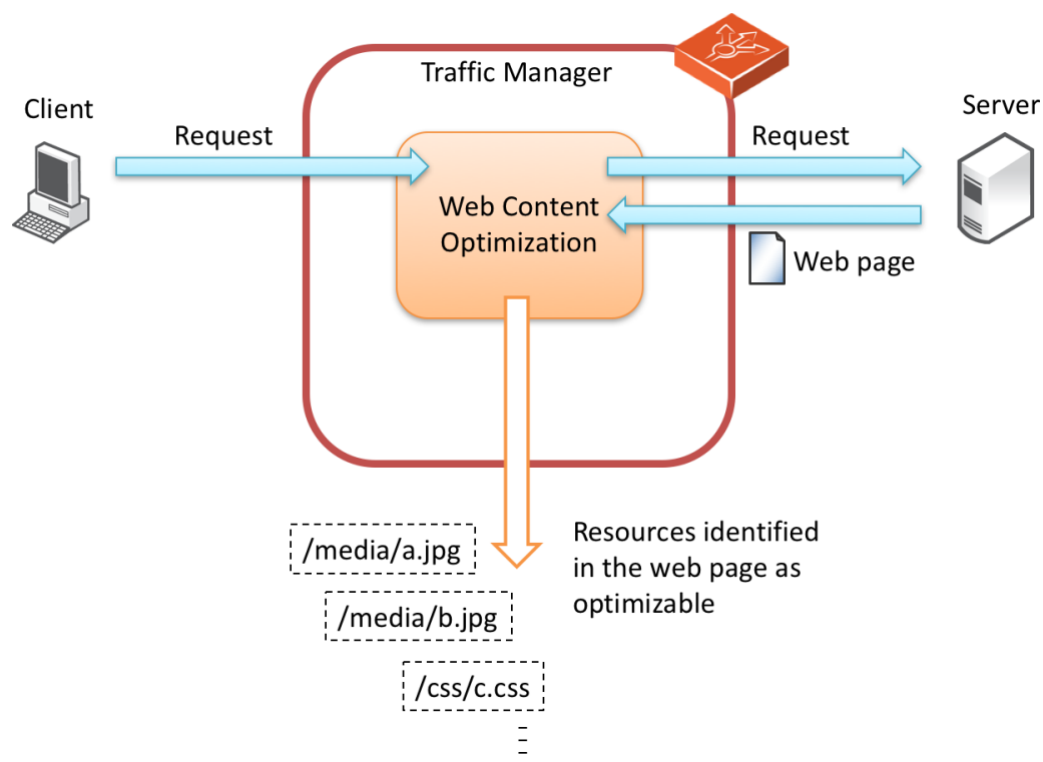 Traffic Manager
Client
Server
Request
Request
Web Content
Optimization
Web page
Resources identified
in the web page as
optimizable
/media/a.jpg
/media/b.jpg
/css/c.css